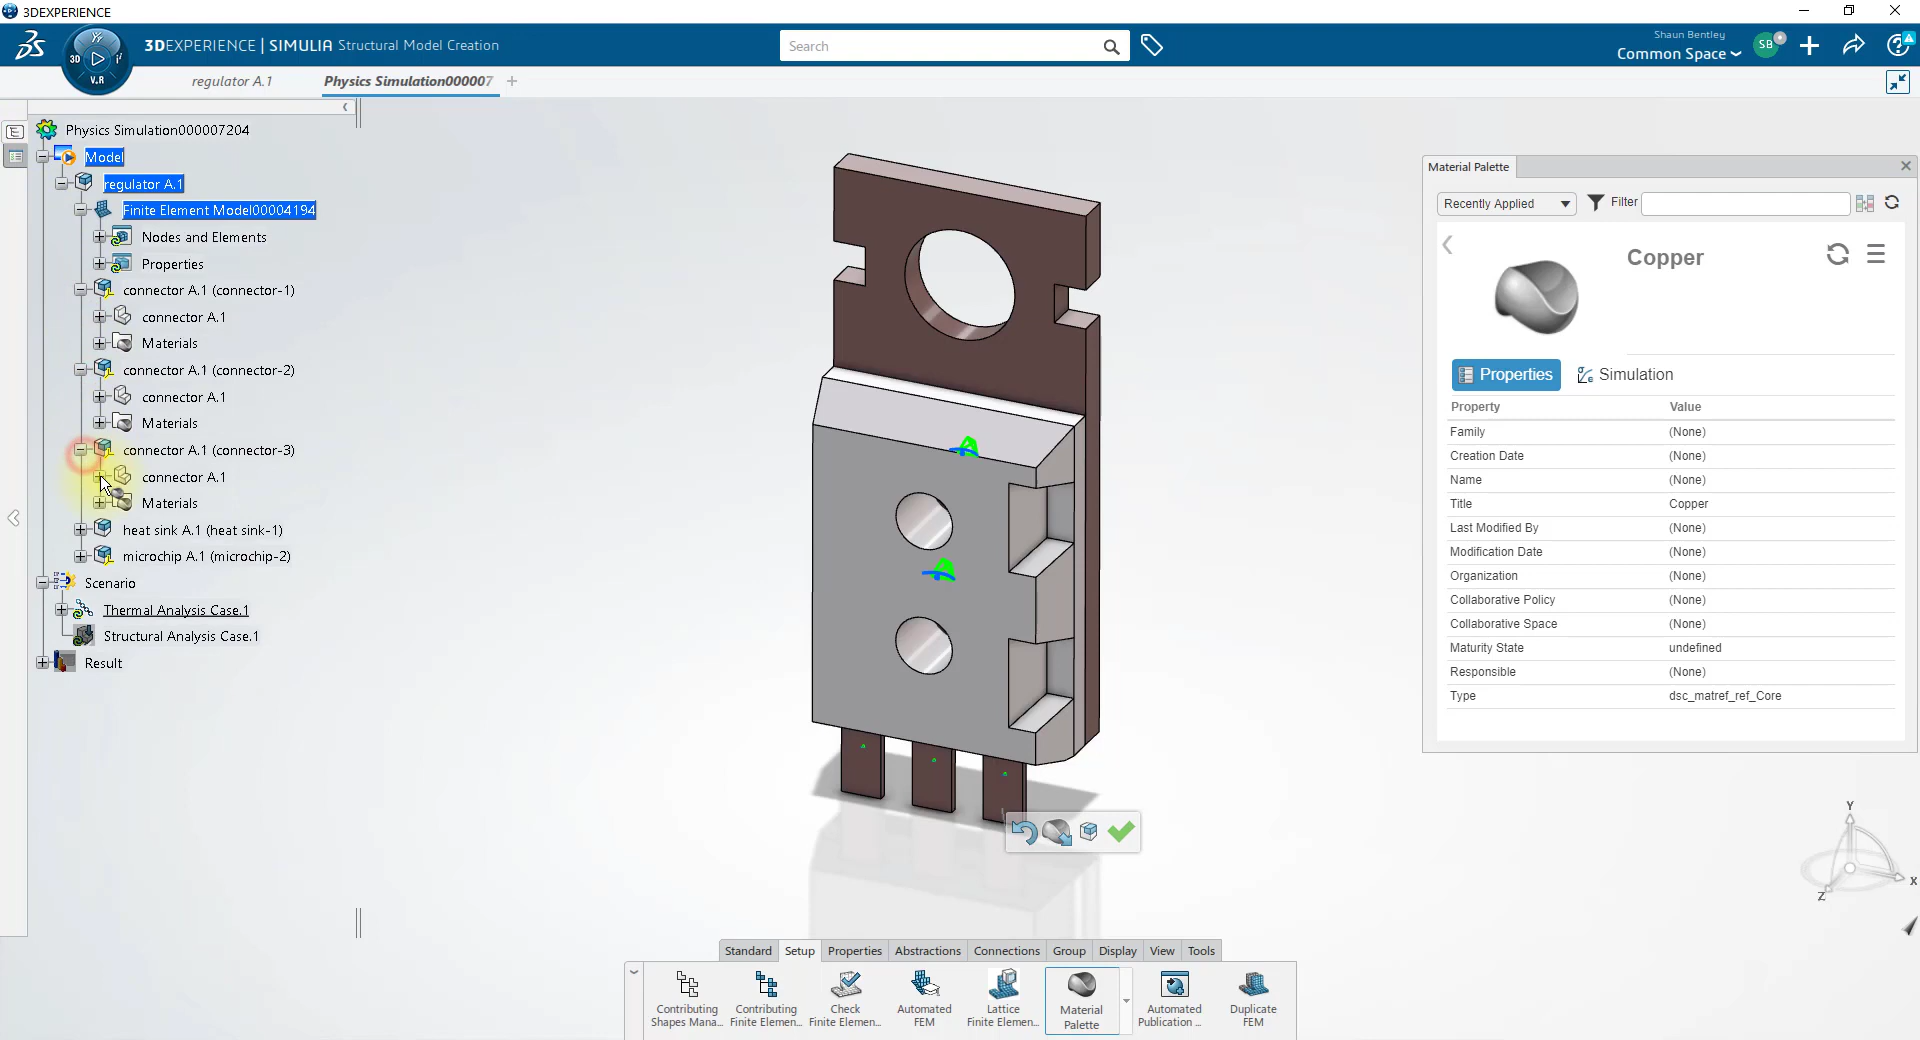 3DEXPERIENCE
3DEXPERIENCE | SIMULIA Structural Model Creation
3D
V.R
Search
Shaun Bentley
Common Space
SB
regulator A.1
Physics Simulation000007
Physics Simulation000007204
Model
regulator A.1
Finite Element Model00004194
Nodes and Elements
Properties
connector A.1 (connector-1)
connector A.1
Materials
connector A.1 (connector-2)
connector A.1
Materials
connector A.1 (connector-3)
connector A.1
Materials
heat sink A.1 (heat sink-1)
microchip A.1 (microchip-2)
Scenario
Thermal Analysis Case.1
Structural Analysis Case.1
Result
Material Palette
Recently Applied
Filter
Copper
Properties
Simulation
Property Value
Family (None)
Creation Date (None)
Name (None)
Title Copper
Last Modified By (None)
Modification Date (None)
Organization (None)
Collaborative Policy (None)
Collaborative Space (None)
Maturity State undefined
Responsible (None)
Type dsc_matref_ref_Core
Y
X
Z
Standard Setup Properties Abstractions Connections Group Display View Tools
Contributing Shapes Mana...
Contributing Finite Elemen...
Check Finite Elemen...
Automated FEM
Lattice Finite Elemen...
Material Palette
Automated Publication ...
Duplicate FEM